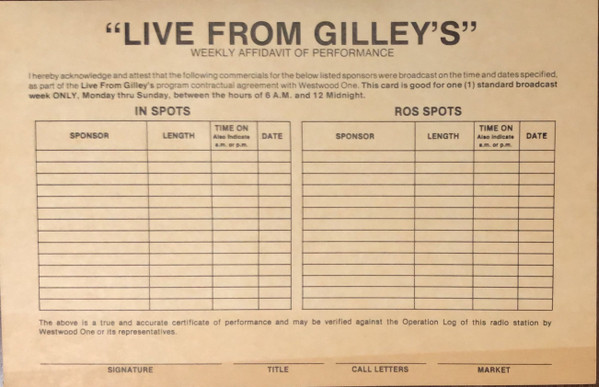 “LIVE FROM GILLEY’S”
WEEKLY AFFIDAVIT OF PERFORMANCE
I hereby acknowledge and attest that the following commercials for the below listed sponsors were broadcast on the time and dates specified,
as part of the Live From Gilley's program contractual agreement with Westwood One. This card is good for one (1) standard broadcast
week ONLY, Monday thru Sunday, between the hours of 6 A.M. and 12 Midnight.
IN SPOTS
SPONSOR LENGTH TIME ON DATE
Also indicate
a.m. or p.m.
ROS SPOTS
SPONSOR LENGTH TIME ON DATE
Also indicate
a.m. or p.m.
The above is a true and accurate certificate of performance and may be verified against the Operation Log of this radio station by
Westwood One or its representatives.
SIGNATURE TITLE CALL LETTERS MARKET